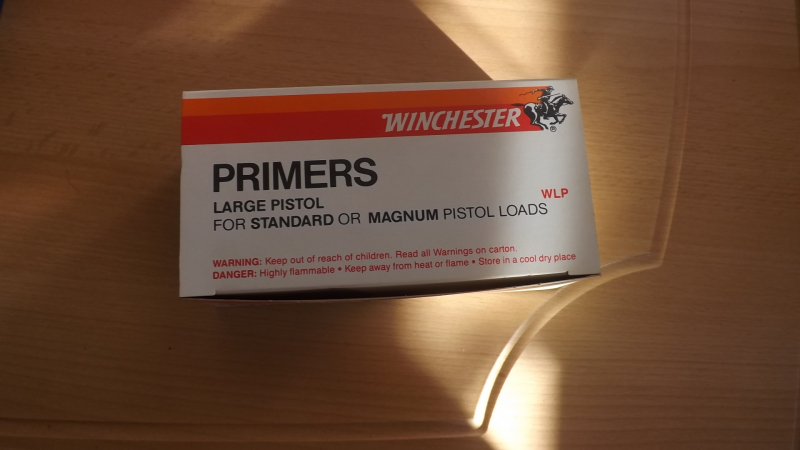 WINCHESTER ®
PRIMERS
LARGE PISTOL
WLP
FOR STANDARD OR MAGNUM PISTOL LOADS
WARNING: Keep out of reach of children. Read all Warnings on carton.
DANGER: Highly flammable • Keep away from heat or flame • Store in a cool dry place